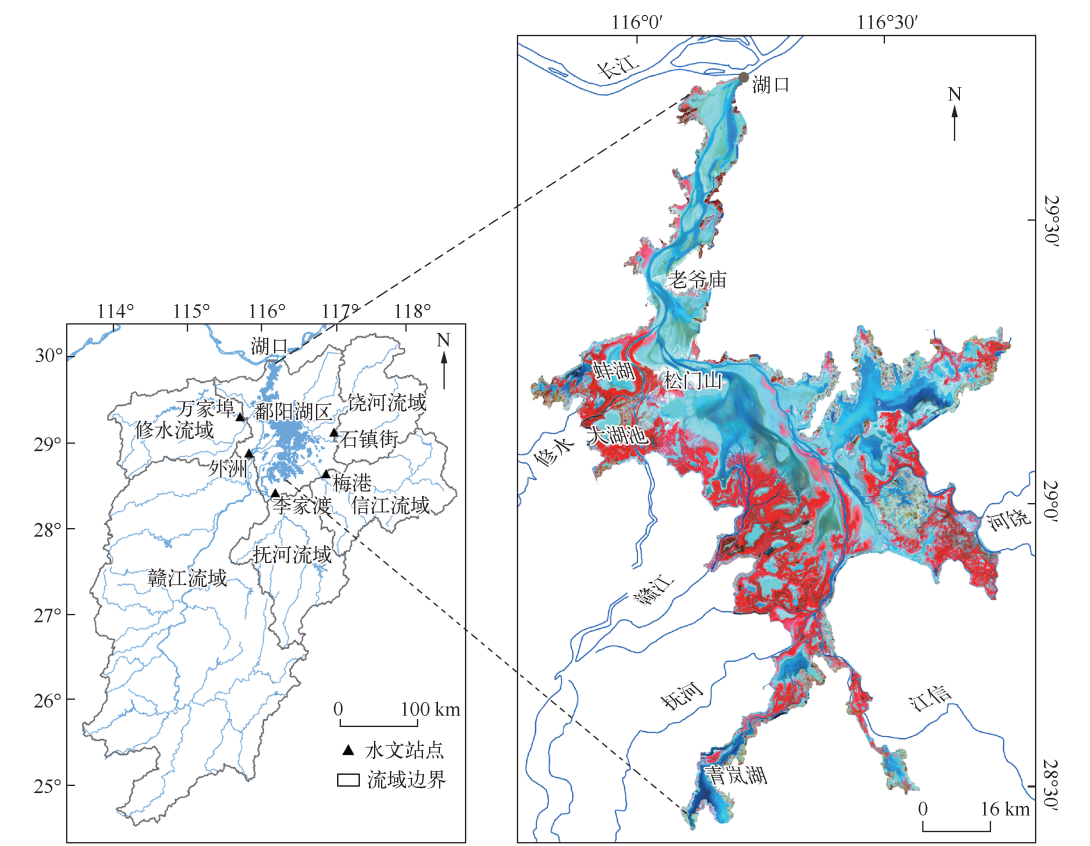 116°0′
116°30′
长江
湖口
N
29°30′
老爷庙
蚌湖
松门山
大湖池
修水
29°0′
河饶
赣江
抚河
江信
青岚湖
28°30′
0
16 km
114°
115°
116°
117°
118°
湖口
N
30°
万家埠
鄱阳湖区
饶河流域
修水流域
石镇街
29°
外洲
梅港
李家渡
信江流域
28°
抚河流域
赣江流域
27°
26°
0
100 km
水文站点
流域边界
25°